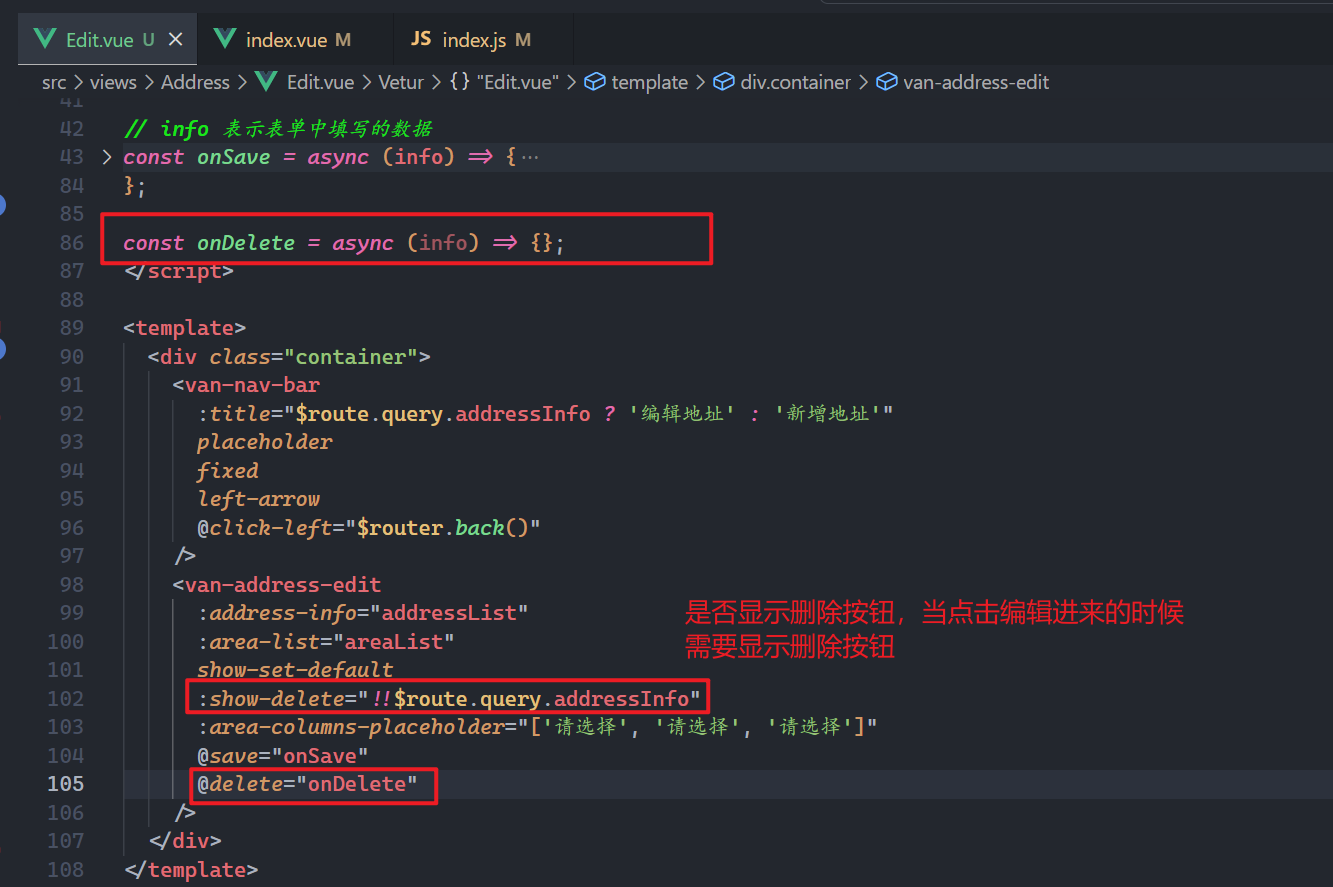 Edit.vue U ×
index.vue M
JS index.js M
src > views > Address > Edit.vue > Vetur > {} "Edit.vue" > template > div.container > van-address-edit
41
42 // info 表示表单中填写的数据
43 > const onSave = async (info) => {···
84 };
85
86 const onDelete = async (info) => {};
87 </script>
88
89 <template>
90 <div class="container">
91 <van-nav-bar
92 :title="$route.query.addressInfo ? '编辑地址' : '新增地址'"
93 placeholder
94 fixed
95 left-arrow
96 @click-left="$router.back()"
97 />
98 <van-address-edit
99 :address-info="addressList"
是否显示删除按钮，当点击编辑进来的时候
100 :area-list="areaList"
需要显示删除按钮
101 show-set-default
102 :show-delete="!!$route.query.addressInfo"
103 :area-columns-placeholder="['请选择', '请选择', '请选择']"
104 @save="onSave"
105 @delete="onDelete"
106 />
107 </div>
108 </template>